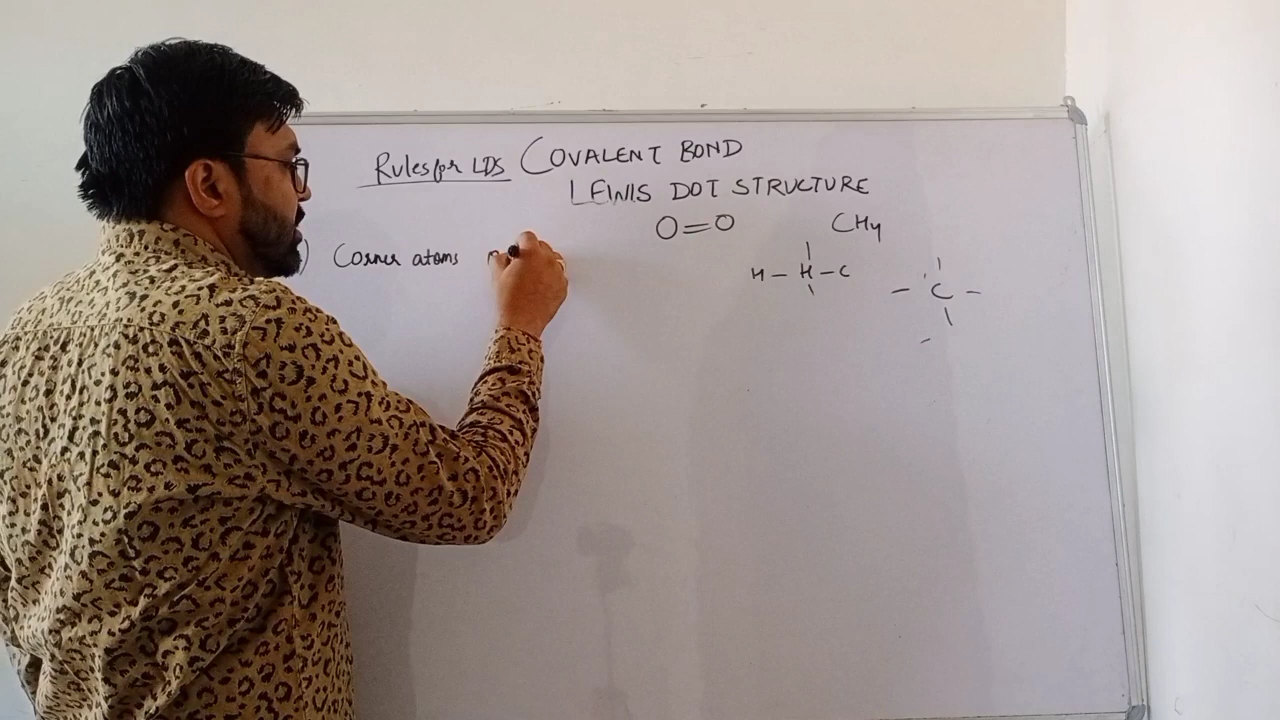 Rules for LDS COVALENT BOND
LEWIS DOT STRUCTURE
O=O CH4
) Corner atoms
H – H – C
– C –